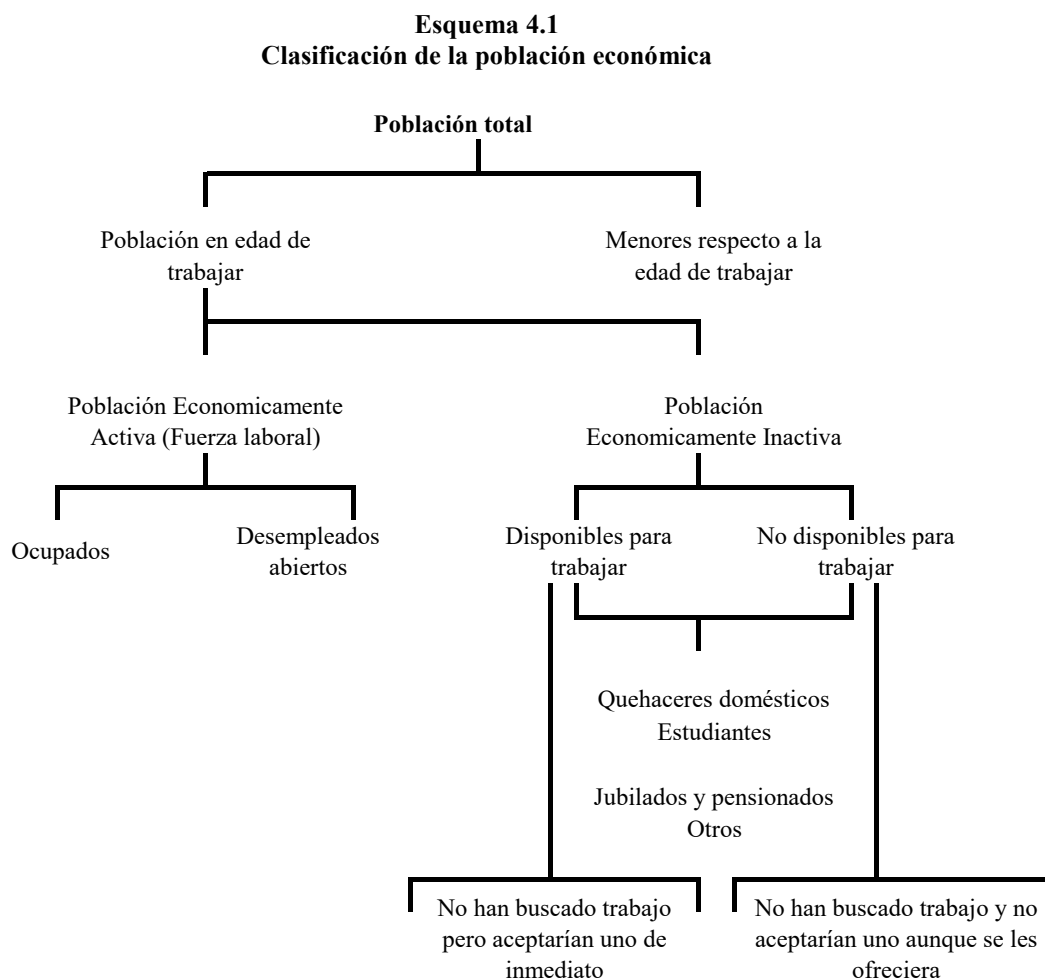 Esquema 4.1
Clasificación de la población económica
Población total
Población en edad de
trabajar
Menores respecto a la
edad de trabajar
Población Economicamente
Activa (Fuerza laboral)
Población
Economicamente Inactiva
Ocupados
Desempleados
abiertos
Disponibles para
trabajar
No disponibles para
trabajar
Quehaceres domésticos
Estudiantes
Jubilados y pensionados
Otros
No han buscado trabajo
pero aceptarían uno de
inmediato
No han buscado trabajo y no
aceptarían uno aunque se les
ofreciera